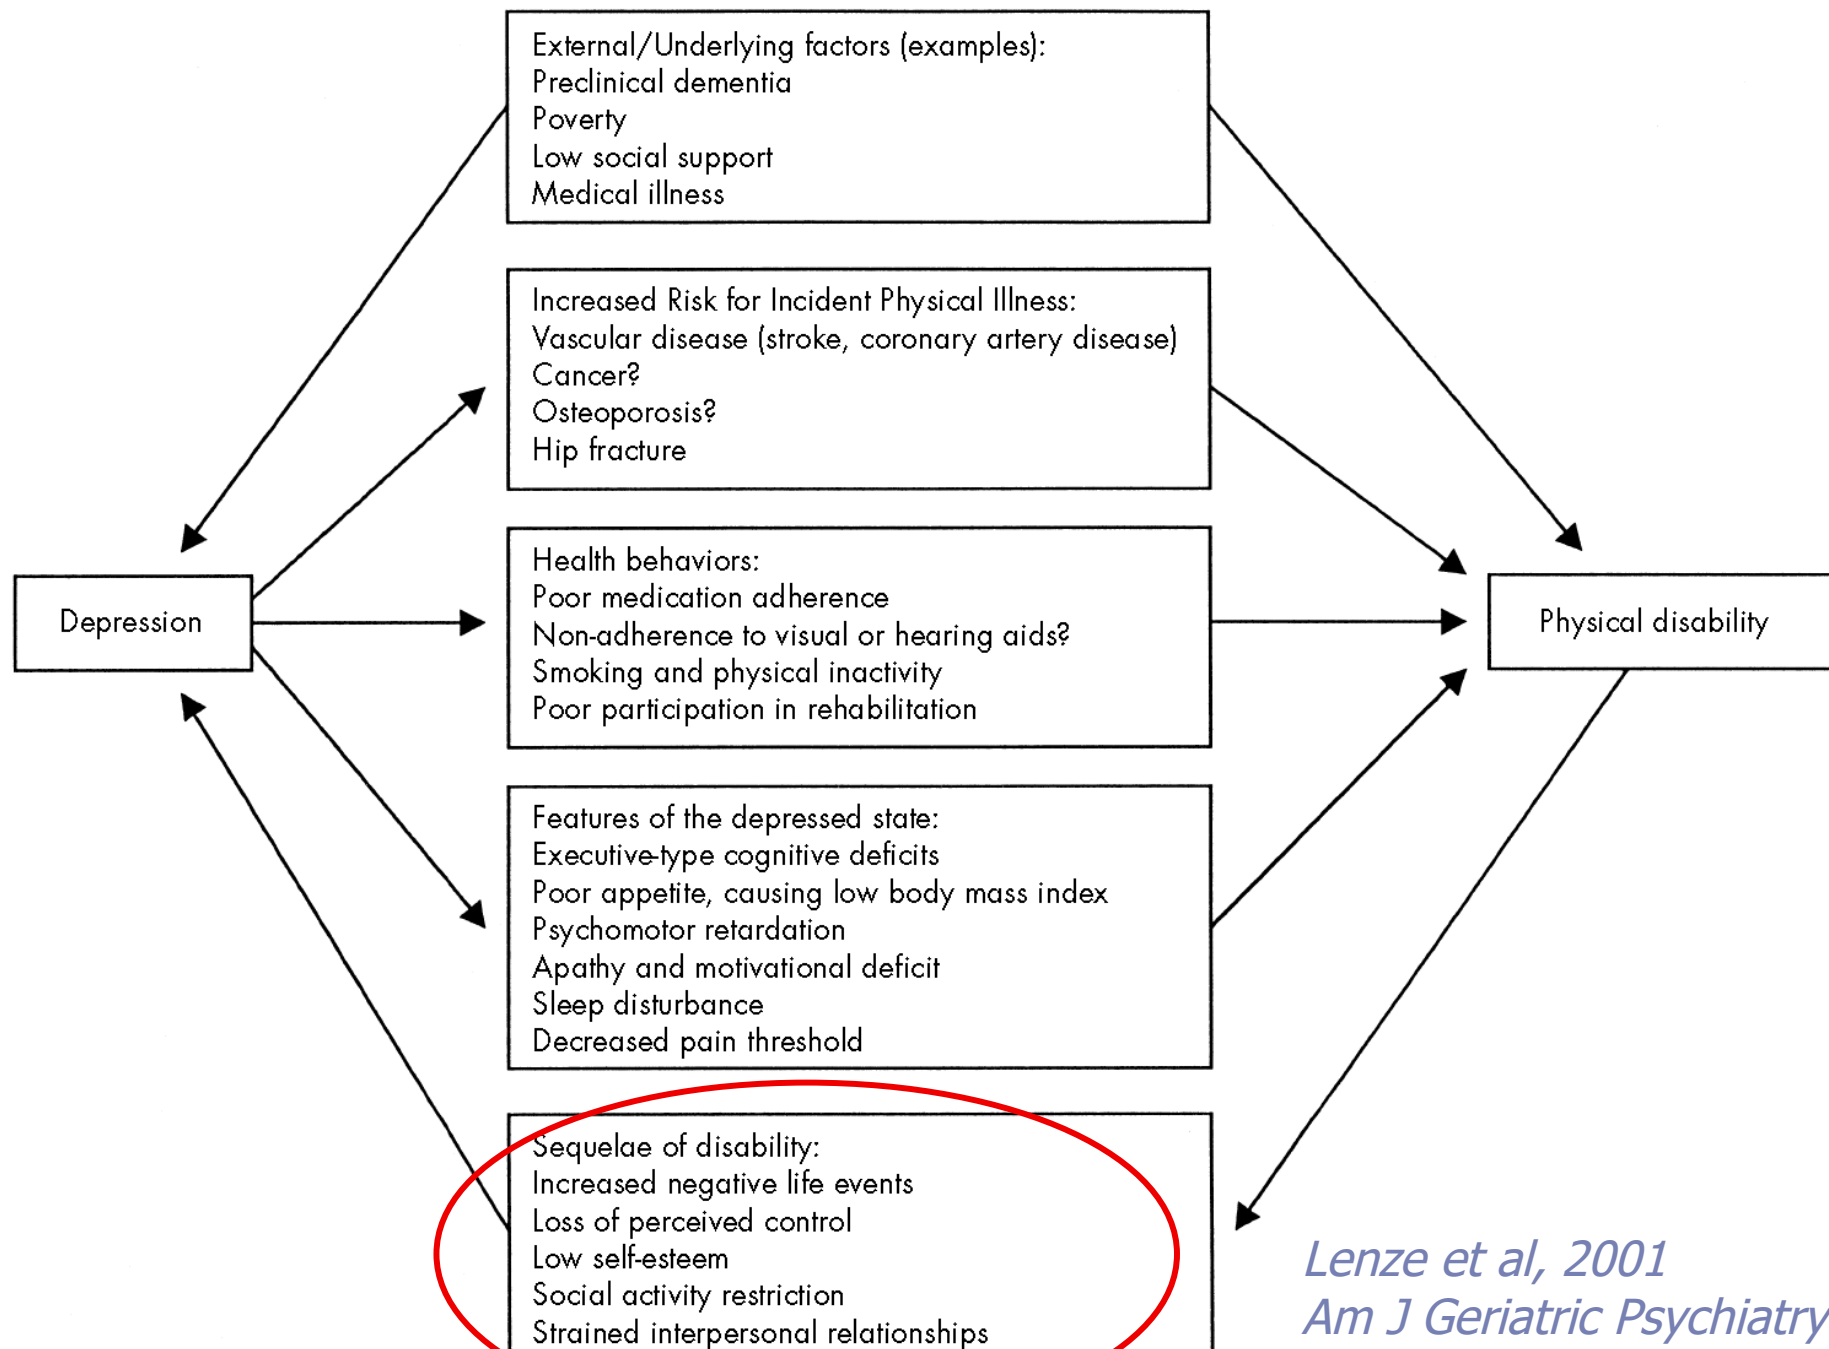 External/Underlying factors (examples):
Preclinical dementia
Poverty
Low social support
Medical illness
Increased Risk for Incident Physical Illness:
Vascular disease (stroke, coronary artery disease)
Cancer?
Osteoporosis?
Hip fracture
Health behaviors:
Poor medication adherence
Non-adherence to visual or hearing aids?
Smoking and physical inactivity
Poor participation in rehabilitation
Depression
Physical disability
Features of the depressed state:
Executive-type cognitive deficits
Poor appetite, causing low body mass index
Psychomotor retardation
Apathy and motivational deficit
Sleep disturbance
Decreased pain threshold
Sequelae of disability:
Increased negative life events
Loss of perceived control
Low self-esteem
Social activity restriction
Strained interpersonal relationships
Lenze et al, 2001
Am J Geriatric Psychiatry